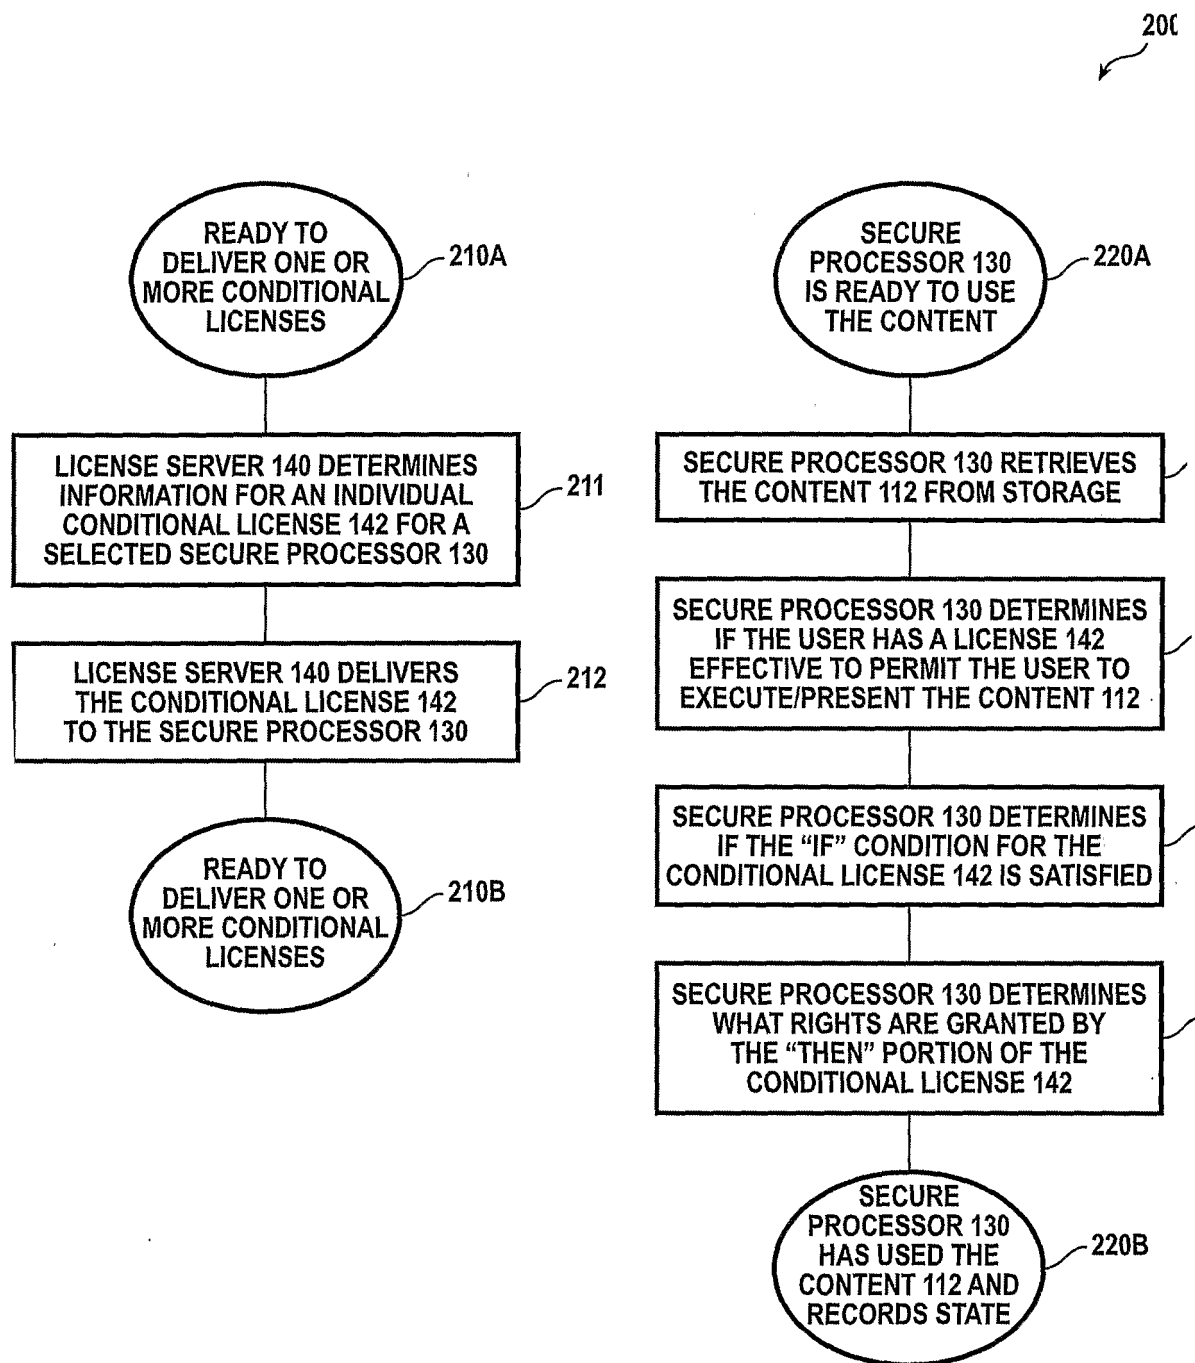 200
READY TO
DELIVER ONE OR
MORE CONDITIONAL
LICENSES
210A
LICENSE SERVER 140 DETERMINES
INFORMATION FOR AN INDIVIDUAL
CONDITIONAL LICENSE 142 FOR A
SELECTED SECURE PROCESSOR 130
211
LICENSE SERVER 140 DELIVERS
THE CONDITIONAL LICENSE 142
TO THE SECURE PROCESSOR 130
212
READY TO
DELIVER ONE OR
MORE CONDITIONAL
LICENSES
210B
SECURE
PROCESSOR 130
IS READY TO USE
THE CONTENT
220A
SECURE PROCESSOR 130 RETRIEVES
THE CONTENT 112 FROM STORAGE
SECURE PROCESSOR 130 DETERMINES
IF THE USER HAS A LICENSE 142
EFFECTIVE TO PERMIT THE USER TO
EXECUTE/PRESENT THE CONTENT 112
SECURE PROCESSOR 130 DETERMINES
IF THE “IF” CONDITION FOR THE
CONDITIONAL LICENSE 142 IS SATISFIED
SECURE PROCESSOR 130 DETERMINES
WHAT RIGHTS ARE GRANTED BY
THE “THEN” PORTION OF THE
CONDITIONAL LICENSE 142
SECURE
PROCESSOR 130
HAS USED THE
CONTENT 112 AND
RECORDS STATE
220B